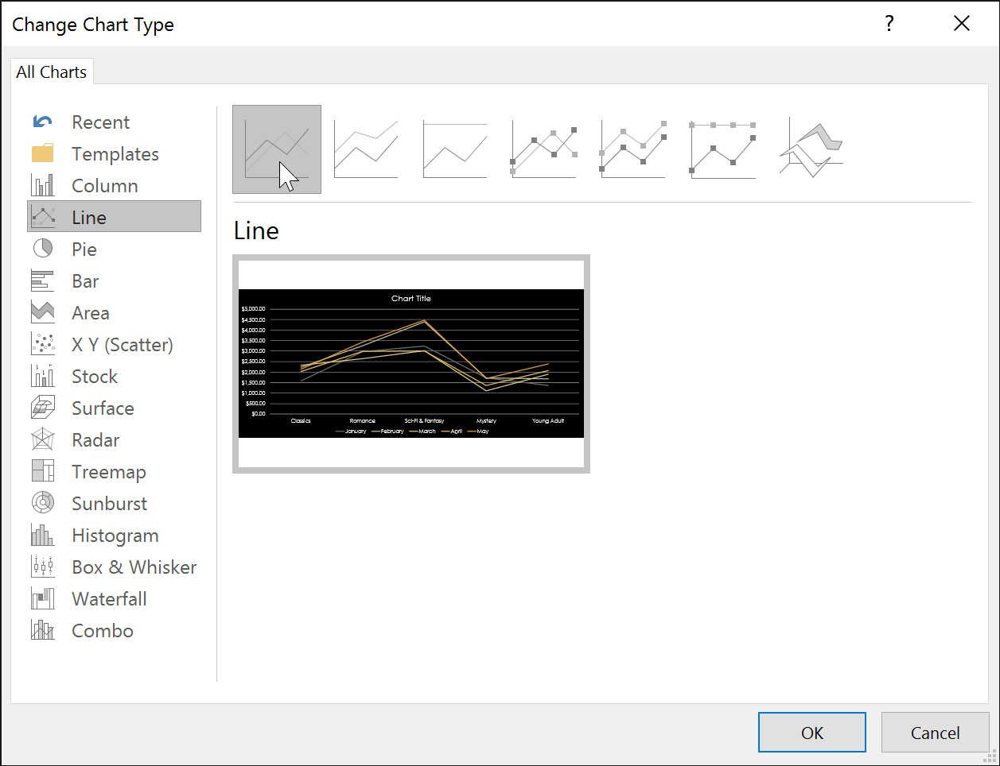 Change Chart Type
?
All Charts
Recent
Templates
Column
Line
Pie
Bar
Area
X Y (Scatter)
Stock
Surface
Radar
Treemap
Sunburst
Histogram
Box & Whisker
Waterfall
Combo
Line
Chart Title
$5,000.00
$4,500.00
$4,000.00
$3,500.00
$3,000.00
$2,500.00
$2,000.00
$1,500.00
$1,000.00
$500.00
$0.00
Classics Romance Sci-Fi & Fantasy Mystery Young Adult
January February March April May
OK Cancel